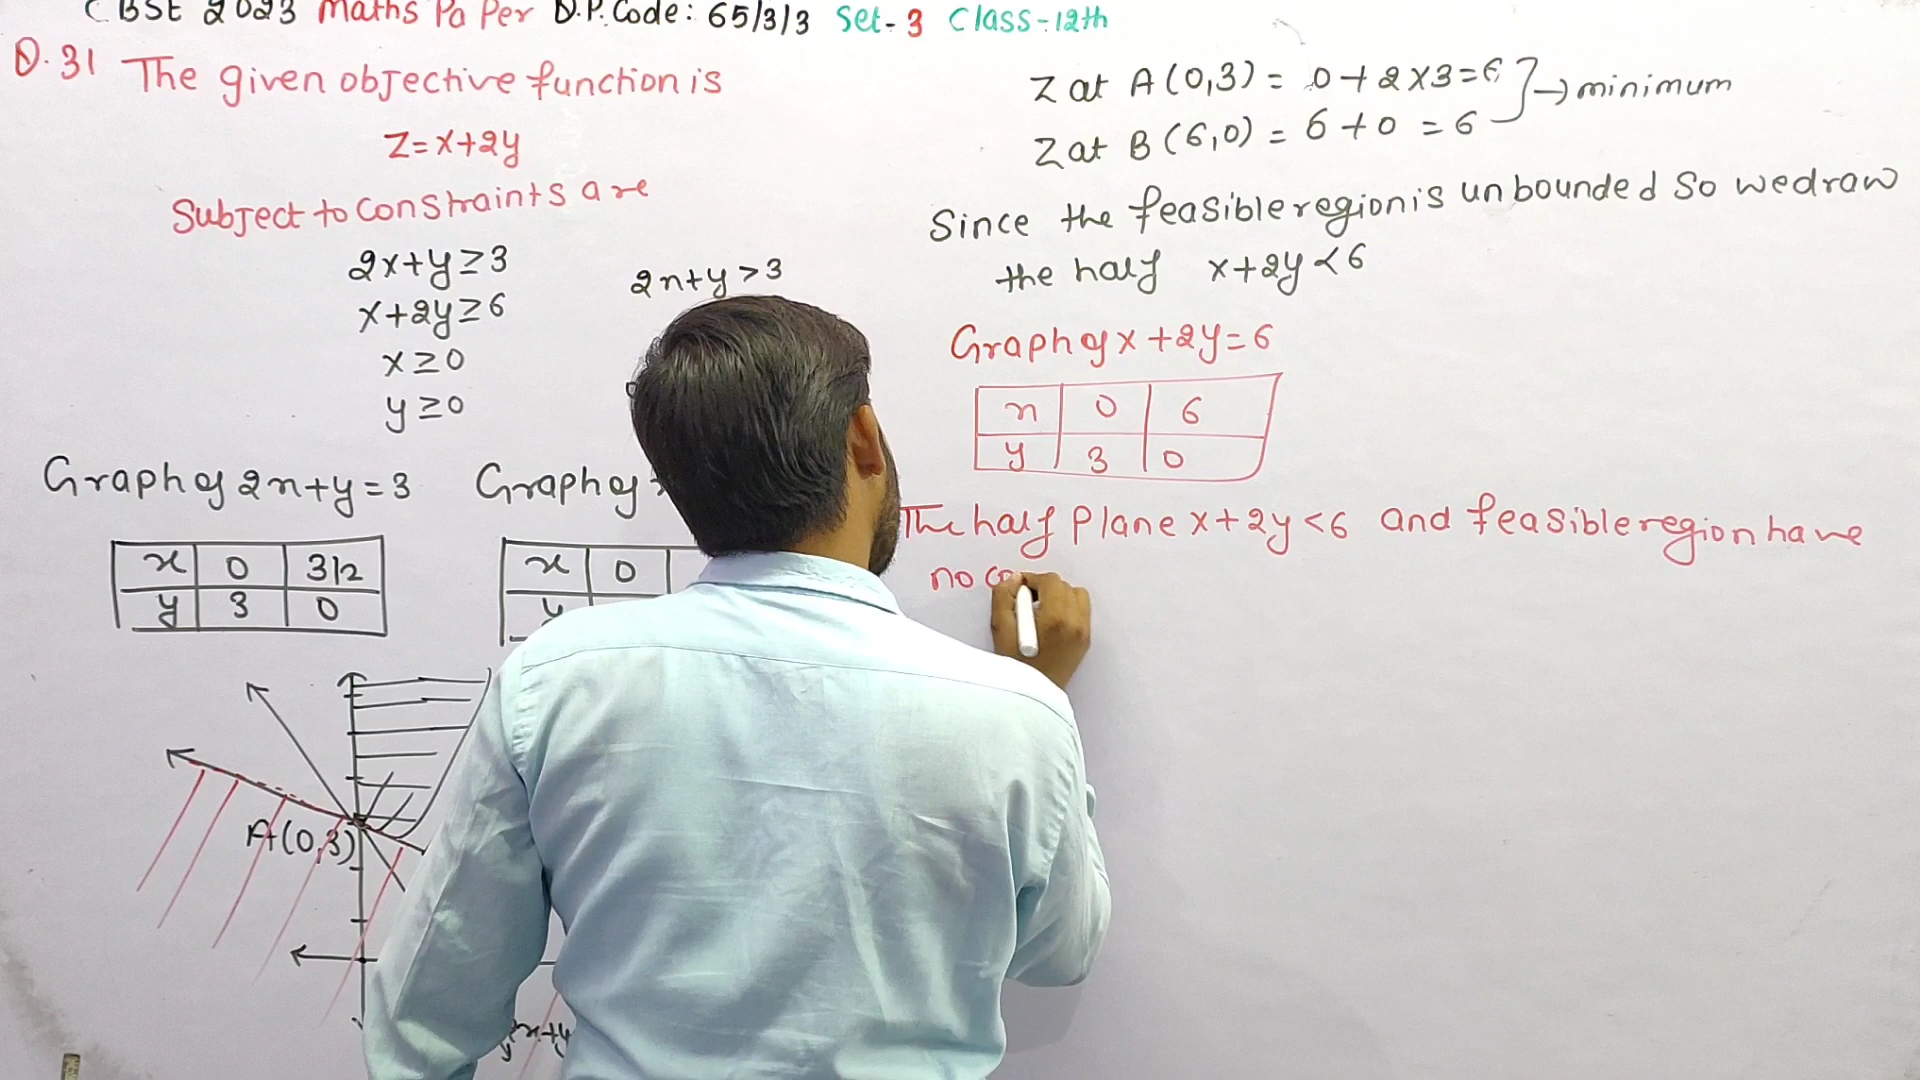 CBSE 2023 Maths Paper Q.P. Code: 65/3/3 Set-3 Class-12th
Q.31 The given objective function is
Z=x+2y
Subject to constraints are
2x+y≥3
x+2y≥6
x≥0
y≥0
2x+y>3
Graph of 2x+y=3
x 0 3/2
y 3 0
Graph of
x 0
y
A(0,3)
Z at A(0,3) = 0+2×3=6
Z at B(6,0) = 6+0 =6
→minimum
Since the feasible region is unbounded So we draw
the half x+2y<6
Graph of x+2y=6
x 0 6
y 3 0
The half Plane x+2y<6 and feasible region have
no